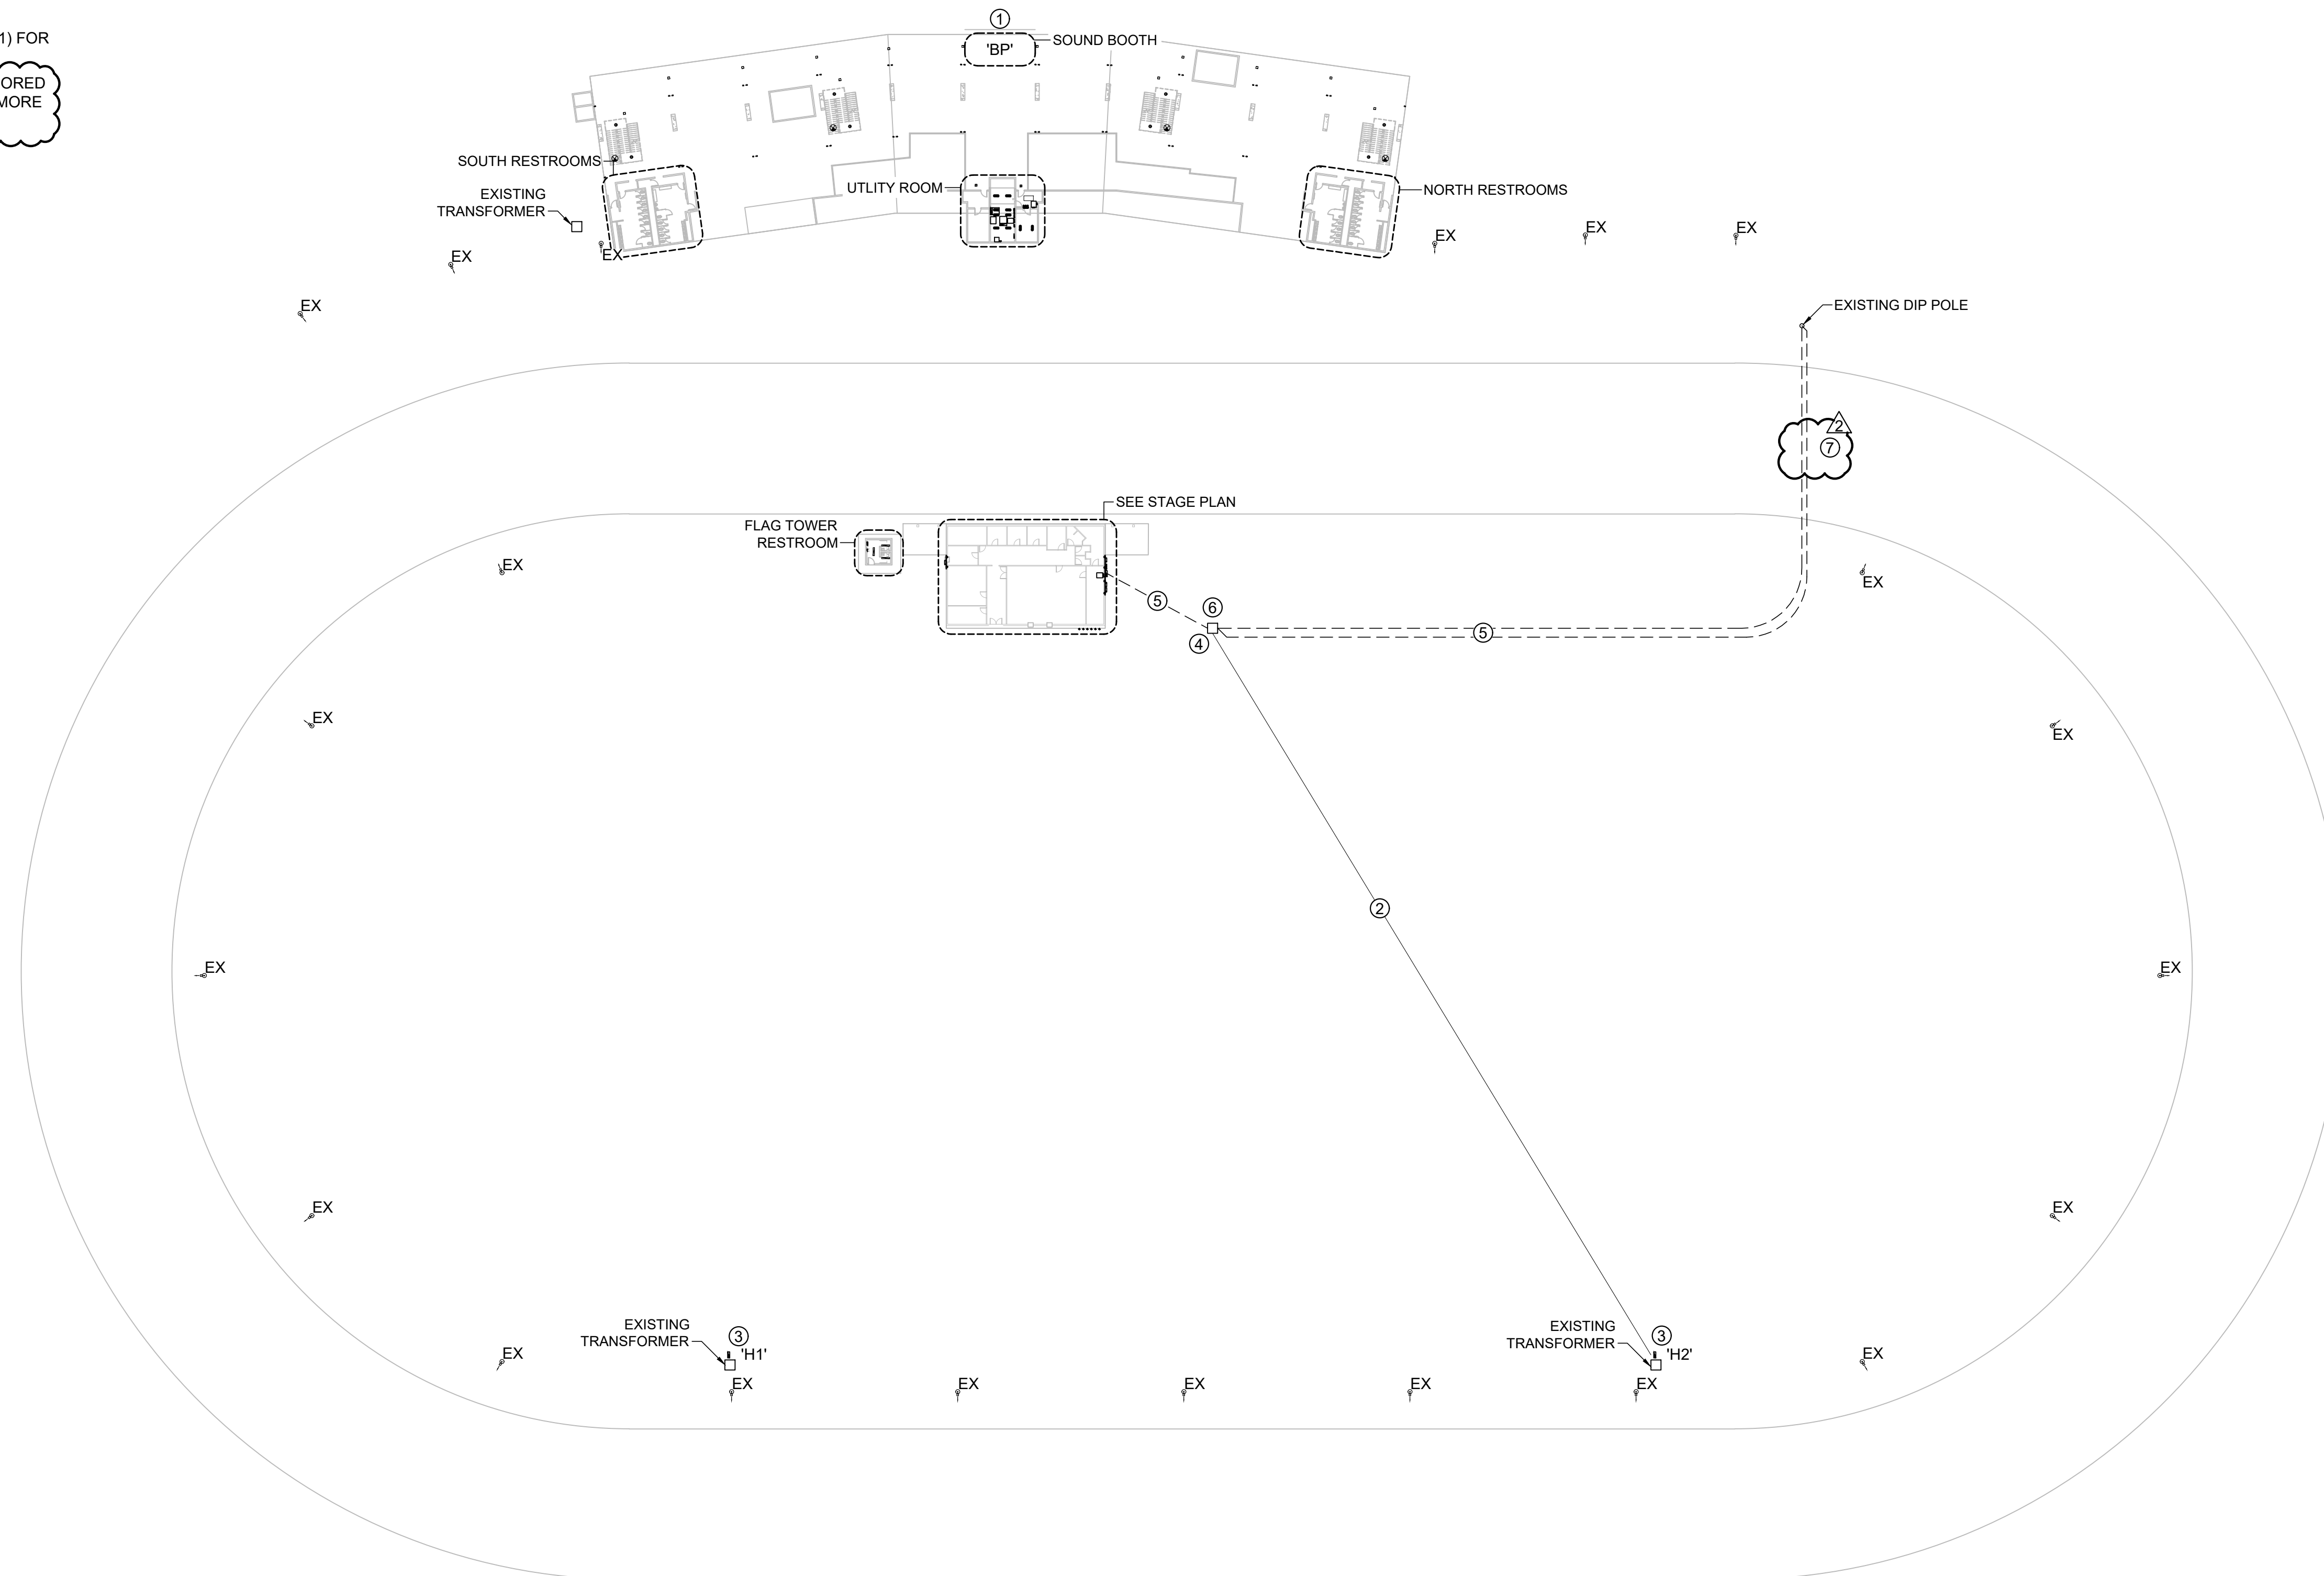 1) FOR
ORED
MORE
①
'BP'
SOUND BOOTH
SOUTH RESTROOMS
EXISTING
TRANSFORMER
UTLITY ROOM
NORTH RESTROOMS
EX
EX
EX
EX
EX
EX
EX
EXISTING DIP POLE
2
⑦
SEE STAGE PLAN
FLAG TOWER
RESTROOM
EX
EX
⑤
⑥
④
⑤
EX
EX
②
EX
EX
EX
EX
EXISTING
TRANSFORMER
③
'H1'
EXISTING
TRANSFORMER
③
'H2'
EX
EX
EX
EX
EX
EX
EX